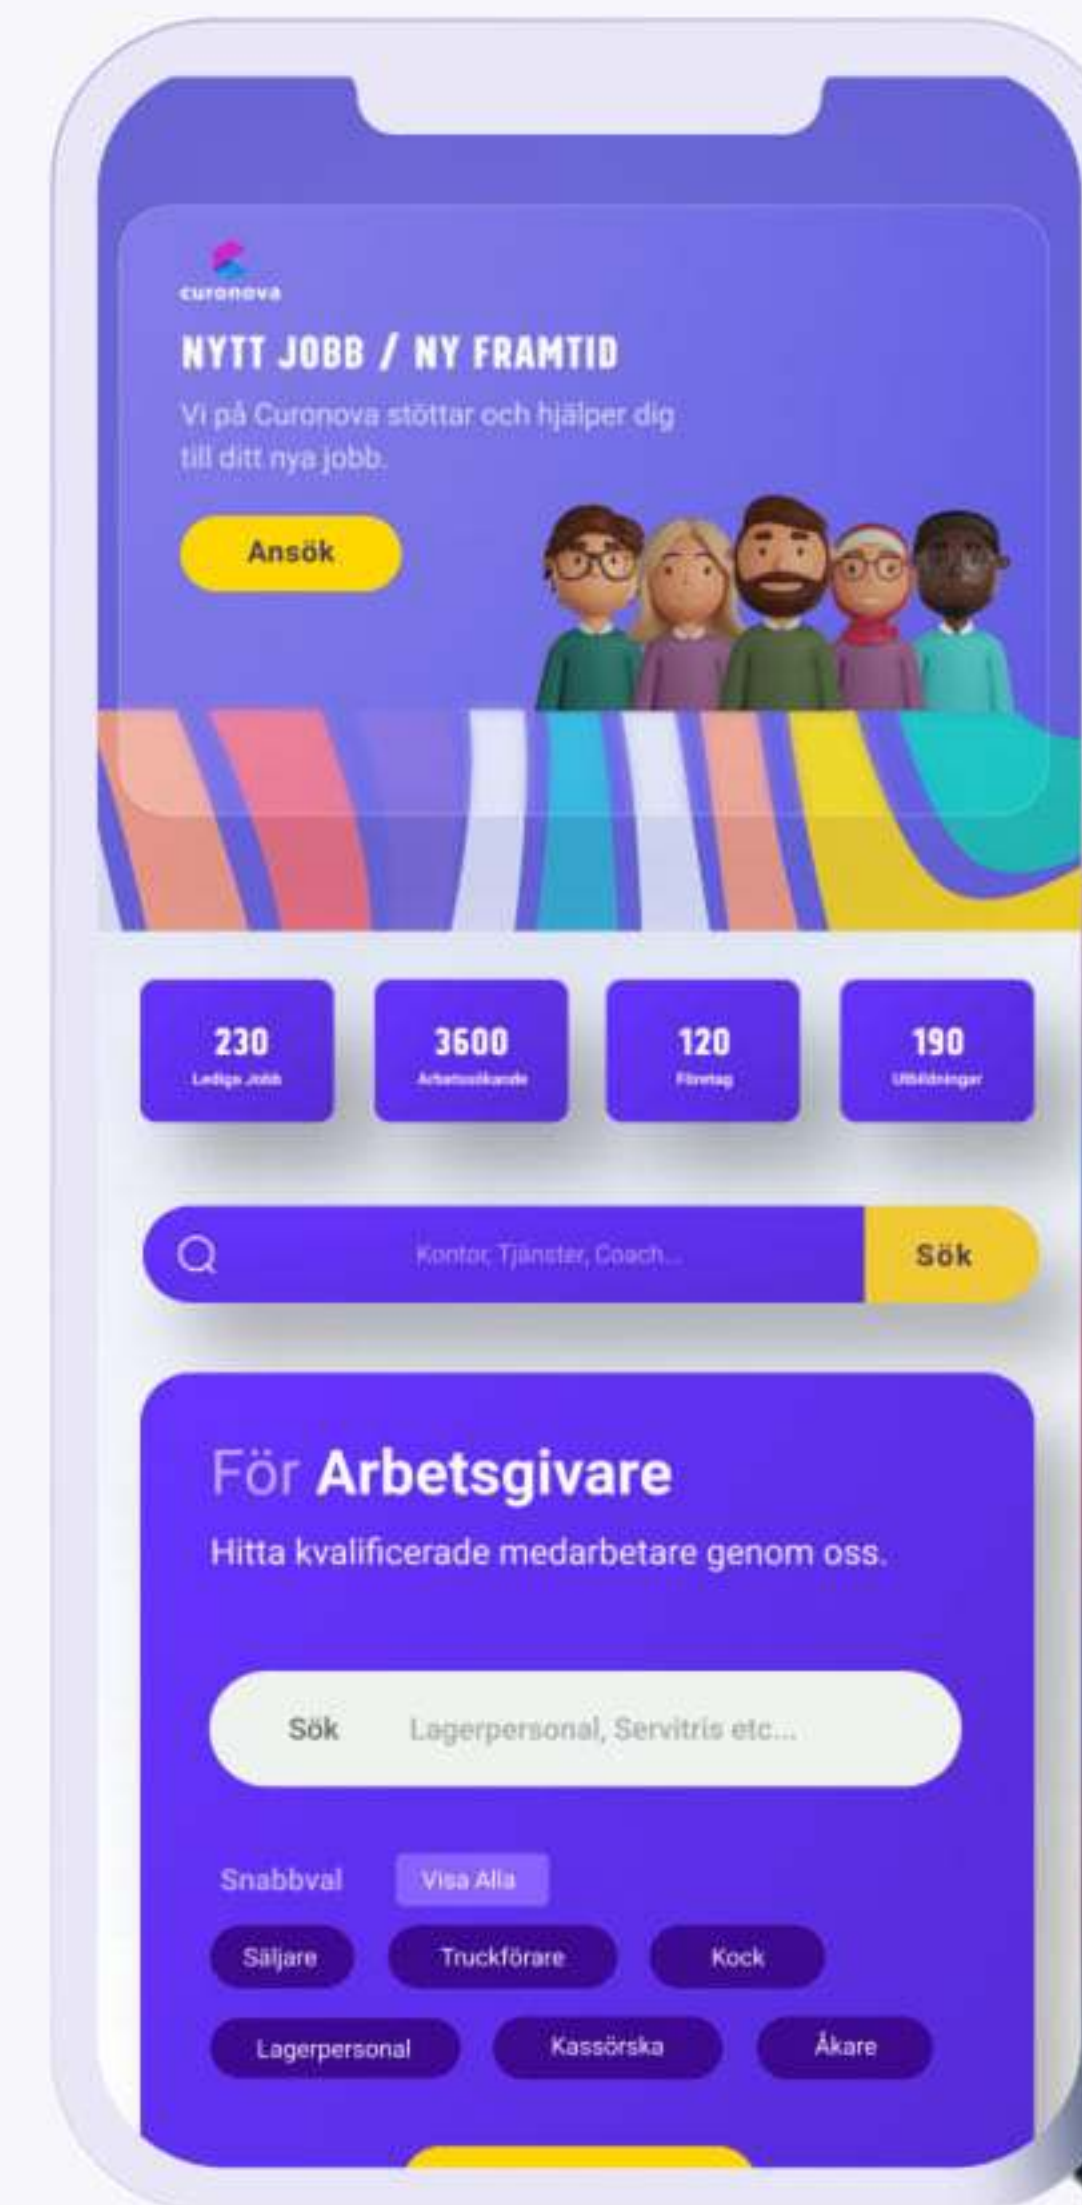 curonova
NYTT JOBB / NY FRAMTID
Vi på Curonova stöttar och hjälper dig
till ditt nya jobb.
Ansök
230
3600
120
190
Lediga Jobb
Arbetssökande
Företag
Utbildningar
Kontor, Tjänster, Coach...
Sök
För Arbetsgivare
Hitta kvalificerade medarbetare genom oss.
Sök
Lagerpersonal, Servitris etc...
Snabbval
Visa Alla
Säljare
Truckförare
Kock
Lagerpersonal
Kassörska
Åkare